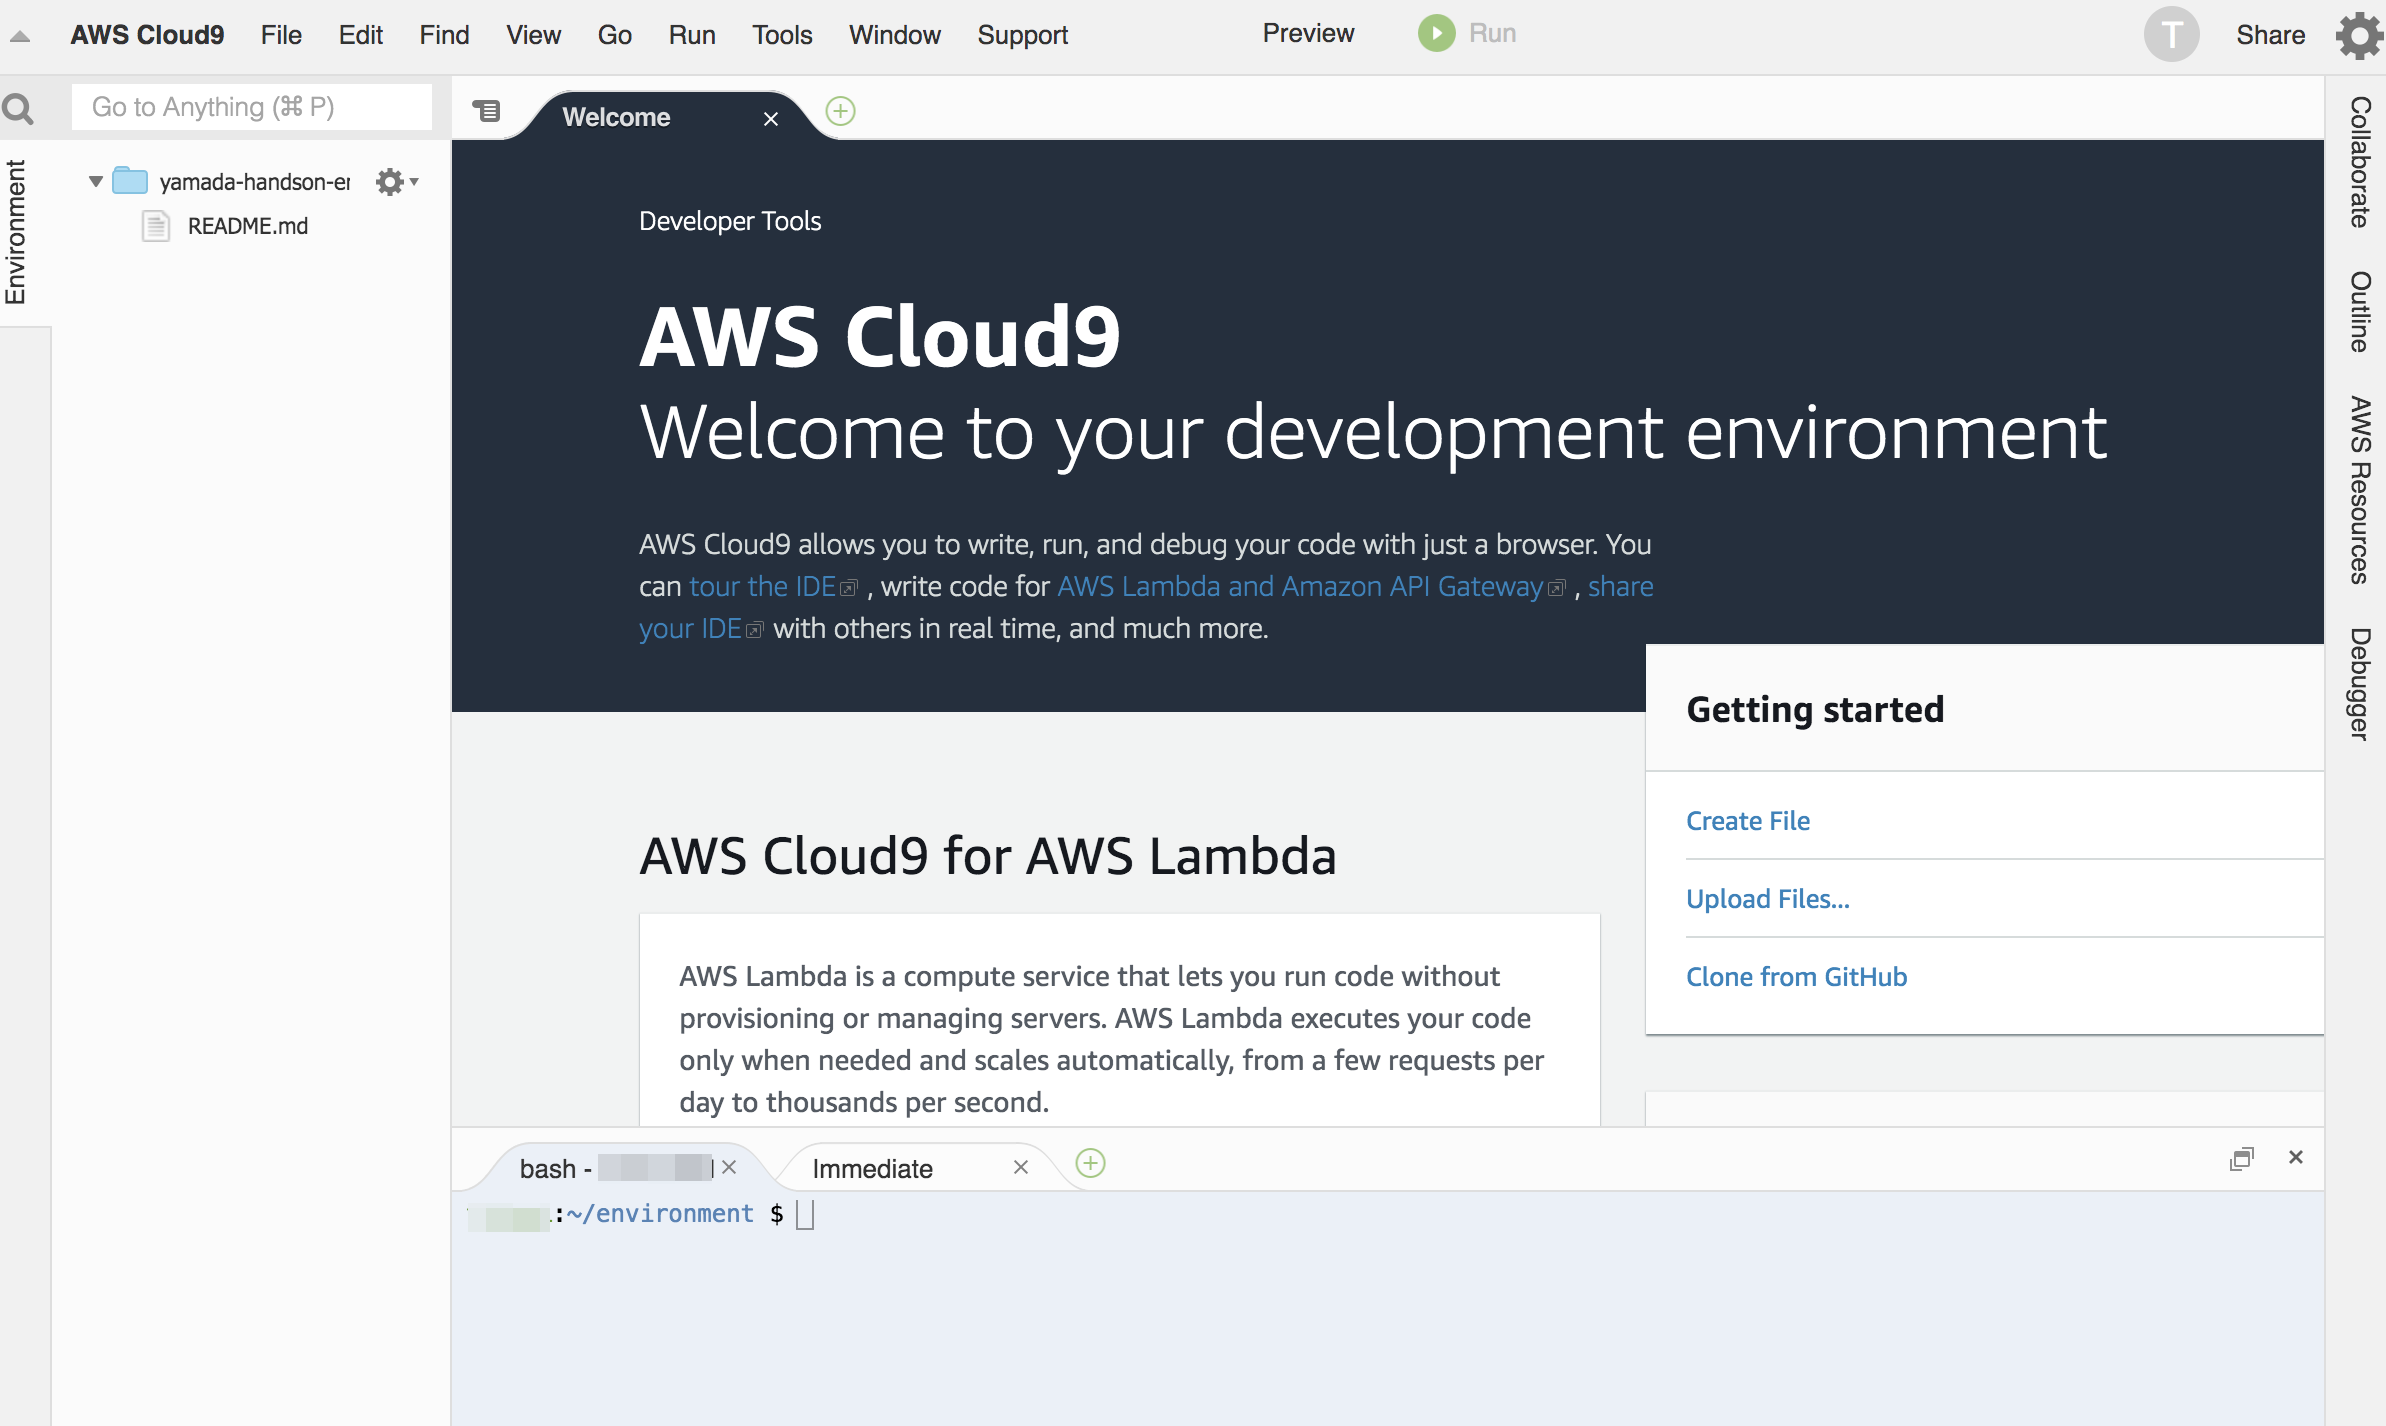 AWS Cloud9 File Edit Find View Go Run Tools Window Support Preview Run T Share
Go to Anything (⌘ P)
Welcome
Environment
yamada-handson-er
README.md
Developer Tools
AWS Cloud9
Welcome to your development environment
AWS Cloud9 allows you to write, run, and debug your code with just a browser. You
can tour the IDE , write code for AWS Lambda and Amazon API Gateway , share
your IDE with others in real time, and much more.
Getting started
Create File
Upload Files...
Clone from GitHub
AWS Cloud9 for AWS Lambda
AWS Lambda is a compute service that lets you run code without
provisioning or managing servers. AWS Lambda executes your code
only when needed and scales automatically, from a few requests per
day to thousands per second.
bash -
Immediate
:~/environment $
Collaborate
Outline
AWS Resources
Debugger